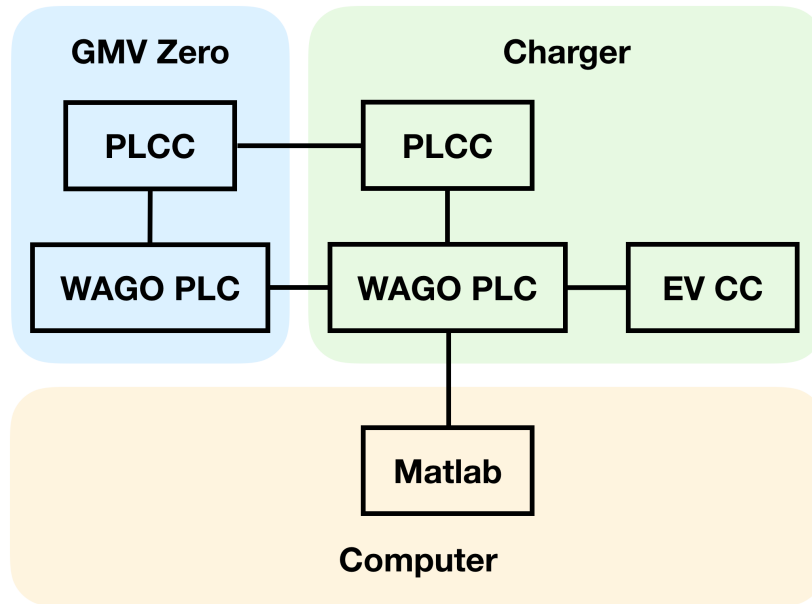 GMV Zero
Charger
PLCC
PLCC
WAGO PLC
WAGO PLC
EV CC
Matlab
Computer